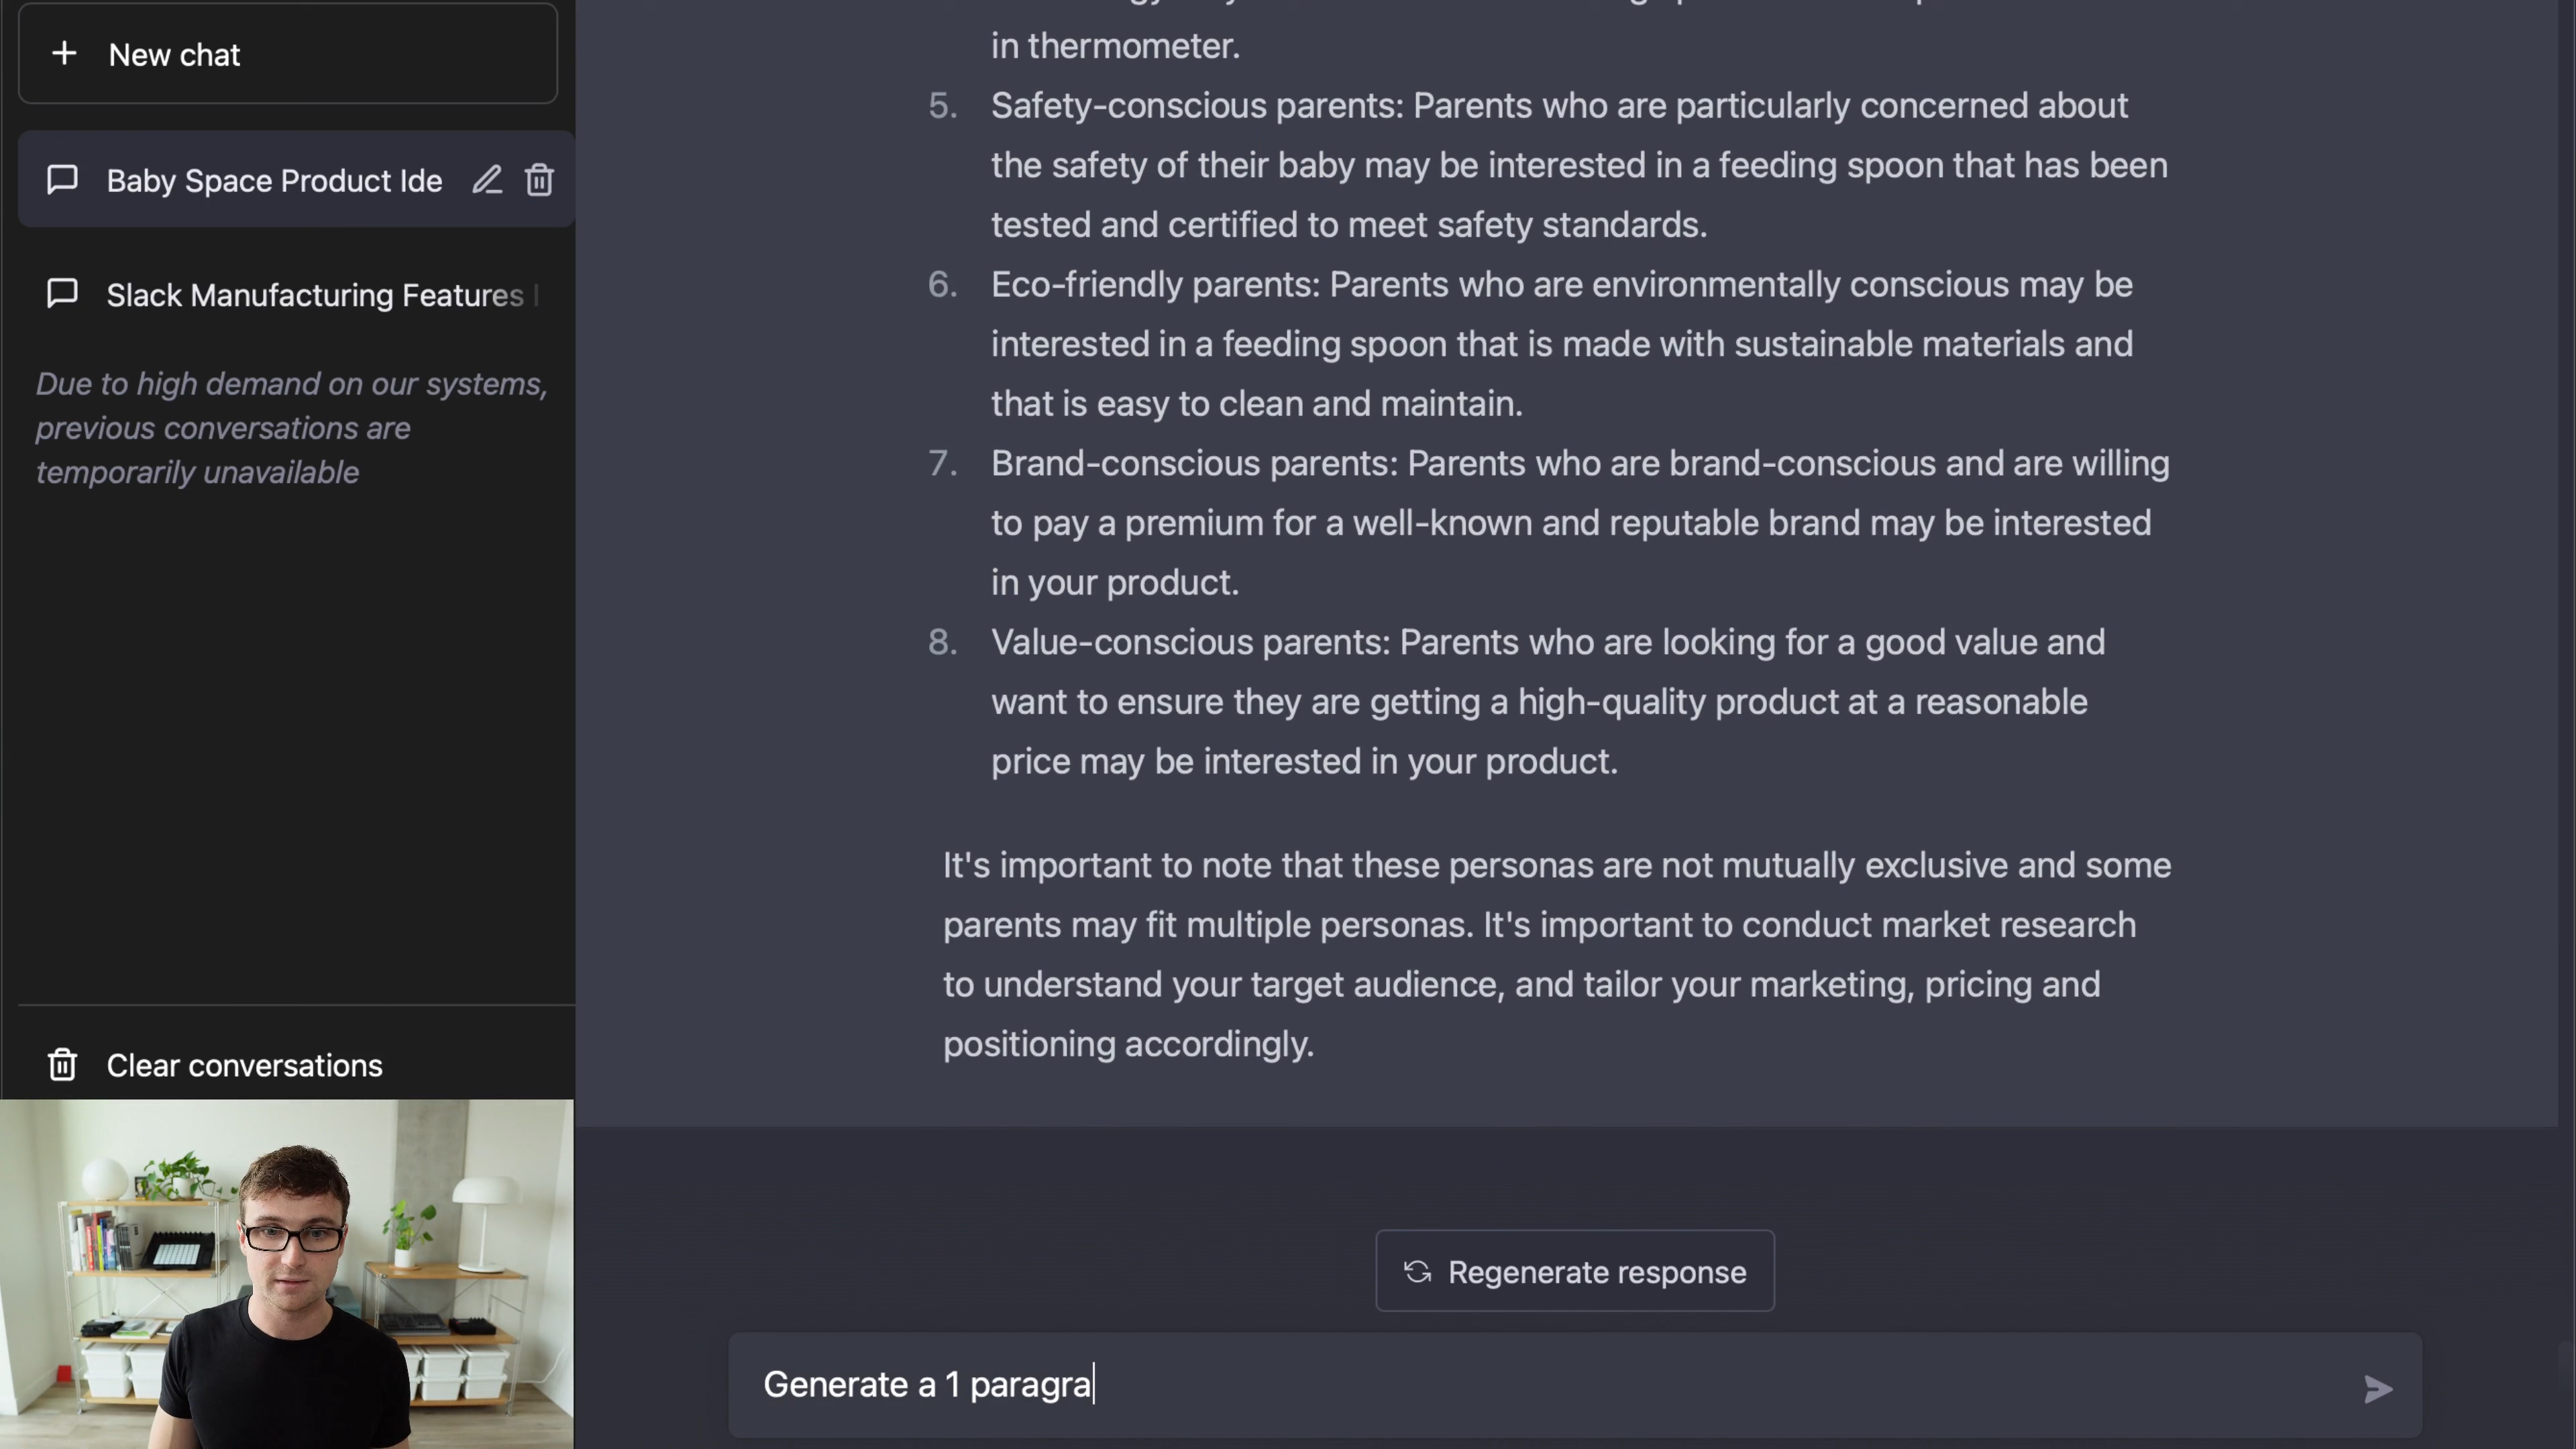 New chat
Baby Space Product Ide
Slack Manufacturing Features
Due to high demand on our systems,
previous conversations are
temporarily unavailable
Clear conversations
in thermometer.
5. Safety-conscious parents: Parents who are particularly concerned about
the safety of their baby may be interested in a feeding spoon that has been
tested and certified to meet safety standards.
6. Eco-friendly parents: Parents who are environmentally conscious may be
interested in a feeding spoon that is made with sustainable materials and
that is easy to clean and maintain.
7. Brand-conscious parents: Parents who are brand-conscious and are willing
to pay a premium for a well-known and reputable brand may be interested
in your product.
8. Value-conscious parents: Parents who are looking for a good value and
want to ensure they are getting a high-quality product at a reasonable
price may be interested in your product.
It's important to note that these personas are not mutually exclusive and some
parents may fit multiple personas. It's important to conduct market research
to understand your target audience, and tailor your marketing, pricing and
positioning accordingly.
Regenerate response
Generate a 1 paragra